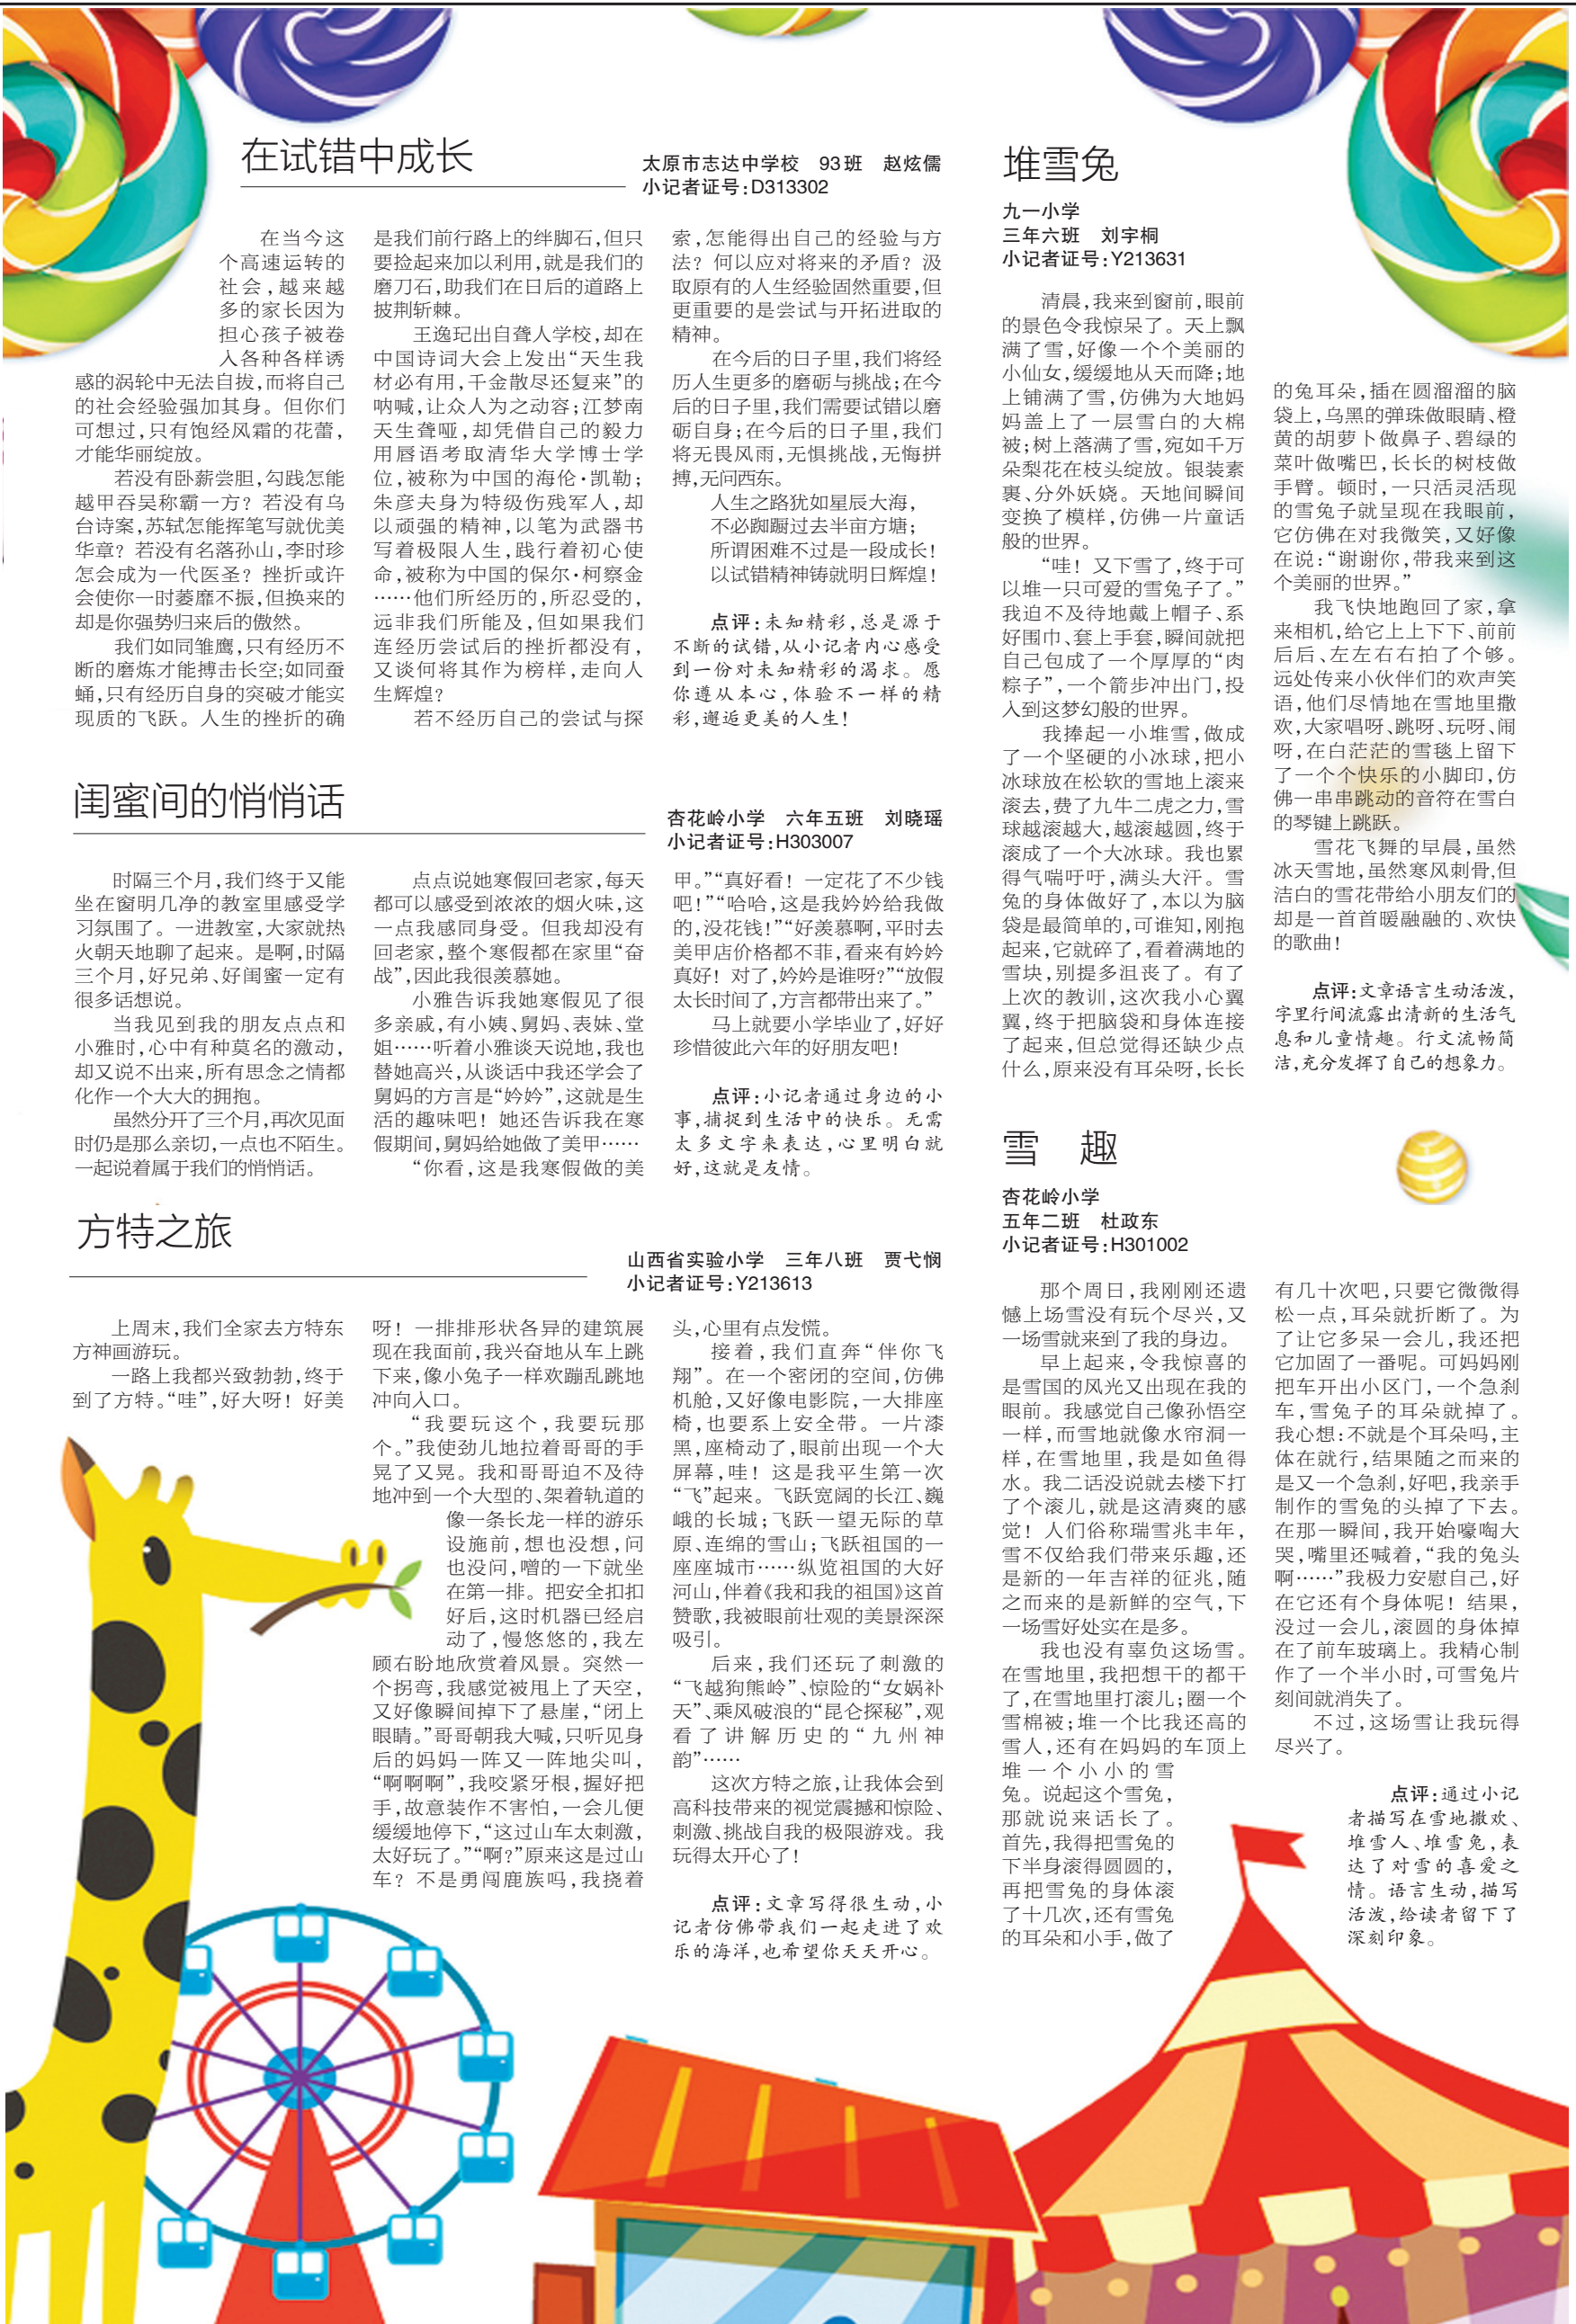 在试错中成长
太原市志达中学校　93班　赵炫儒
小记者证号:D313302
在当今这
个高速运转的
社会,越来越
多的家长因为
担心孩子被卷
入各种各样诱
惑的涡轮中无法自拔,而将自己
的社会经验强加其身。但你们
可想过,只有饱经风霜的花蕾,
才能华丽绽放。
若没有卧薪尝胆,勾践怎能
越甲吞吴称霸一方？若没有乌
台诗案,苏轼怎能挥笔写就优美
华章？若没有名落孙山,李时珍
怎会成为一代医圣？挫折或许
会使你一时萎靡不振,但换来的
却是你强势归来后的傲然。
我们如同雏鹰,只有经历不
断的磨炼才能搏击长空;如同蚕
蛹,只有经历自身的突破才能实
现质的飞跃。人生的挫折的确
是我们前行路上的绊脚石,但只
要捡起来加以利用,就是我们的
磨刀石,助我们在日后的道路上
披荆斩棘。
王逸玘出自聋人学校,却在
中国诗词大会上发出“天生我
材必有用,千金散尽还复来”的
呐喊,让众人为之动容;江梦南
天生聋哑,却凭借自己的毅力
用唇语考取清华大学博士学
位,被称为中国的海伦·凯勒;
朱彦夫身为特级伤残军人,却
以顽强的精神,以笔为武器书
写着极限人生,践行着初心使
命,被称为中国的保尔·柯察金
……他们所经历的,所忍受的,
远非我们所能及,但如果我们
连经历尝试后的挫折都没有,
又谈何将其作为榜样,走向人
生辉煌？
若不经历自己的尝试与探
索,怎能得出自己的经验与方
法？何以应对将来的矛盾？汲
取原有的人生经验固然重要,但
更重要的是尝试与开拓进取的
精神。
在今后的日子里,我们将经
历人生更多的磨砺与挑战;在今
后的日子里,我们需要试错以磨
砺自身;在今后的日子里,我们
将无畏风雨,无惧挑战,无悔拼
搏,无问西东。
人生之路犹如星辰大海,
不必踟蹰过去半亩方塘;
所谓困难不过是一段成长！
以试错精神铸就明日辉煌！
点评:未知精彩,总是源于
不断的试错,从小记者内心感受
到一份对未知精彩的渴求。愿
你遵从本心,体验不一样的精
彩,邂逅更美的人生！
闺蜜间的悄悄话
杏花岭小学　六年五班　刘晓瑶
小记者证号:H303007
时隔三个月,我们终于又能
坐在窗明几净的教室里感受学
习氛围了。一进教室,大家就热
火朝天地聊了起来。是啊,时隔
三个月,好兄弟、好闺蜜一定有
很多话想说。
当我见到我的朋友点点和
小雅时,心中有种莫名的激动,
却又说不出来,所有思念之情都
化作一个大大的拥抱。
虽然分开了三个月,再次见面
时仍是那么亲切,一点也不陌生。
一起说着属于我们的悄悄话。
点点说她寒假回老家,每天
都可以感受到浓浓的烟火味,这
一点我感同身受。但我却没有
回老家,整个寒假都在家里“奋
战”,因此我很羡慕她。
小雅告诉我她寒假见了很
多亲戚,有小姨、舅妈、表妹、堂
姐……听着小雅谈天说地,我也
替她高兴,从谈话中我还学会了
舅妈的方言是“妗妗”,这就是生
活的趣味吧！她还告诉我在寒
假期间,舅妈给她做了美甲……
“你看,这是我寒假做的美
甲。”“真好看！一定花了不少钱
吧！”“哈哈,这是我妗妗给我做
的,没花钱！”“好羡慕啊,平时去
美甲店价格都不菲,看来有妗妗
真好！对了,妗妗是谁呀?”“放假
太长时间了,方言都带出来了。”
马上就要小学毕业了,好好
珍惜彼此六年的好朋友吧！
点评:小记者通过身边的小
事,捕捉到生活中的快乐。无需
太多文字来表达,心里明白就
好,这就是友情。
方特之旅
山西省实验小学　三年八班　贾弋悯
小记者证号:Y213613
上周末,我们全家去方特东
方神画游玩。
一路上我都兴致勃勃,终于
到了方特。“哇”,好大呀！好美
呀！一排排形状各异的建筑展
现在我面前,我兴奋地从车上跳
下来,像小兔子一样欢蹦乱跳地
冲向入口。
“我要玩这个,我要玩那
个。”我使劲儿地拉着哥哥的手
晃了又晃。我和哥哥迫不及待
地冲到一个大型的、架着轨道的
像一条长龙一样的游乐
设施前,想也没想,问
也没问,噌的一下就坐
在第一排。把安全扣扣
好后,这时机器已经启
动了,慢悠悠的,我左
顾右盼地欣赏着风景。突然一
个拐弯,我感觉被甩上了天空,
又好像瞬间掉下了悬崖,“闭上
眼睛。”哥哥朝我大喊,只听见身
后的妈妈一阵又一阵地尖叫,
“啊啊啊”,我咬紧牙根,握好把
手,故意装作不害怕,一会儿便
缓缓地停下,“这过山车太刺激,
太好玩了。”“啊?”原来这是过山
车？不是勇闯鹿族吗,我挠着
头,心里有点发慌。
接着,我们直奔“伴你飞
翔”。在一个密闭的空间,仿佛
机舱,又好像电影院,一大排座
椅,也要系上安全带。一片漆
黑,座椅动了,眼前出现一个大
屏幕,哇！这是我平生第一次
“飞”起来。飞跃宽阔的长江、巍
峨的长城;飞跃一望无际的草
原、连绵的雪山;飞跃祖国的一
座座城市……纵览祖国的大好
河山,伴着《我和我的祖国》这首
赞歌,我被眼前壮观的美景深深
吸引。
后来,我们还玩了刺激的
“飞越狗熊岭”、惊险的“女娲补
天”、乘风破浪的“昆仑探秘”,观
看了讲解历史的“九州神
韵”……
这次方特之旅,让我体会到
高科技带来的视觉震撼和惊险、
刺激、挑战自我的极限游戏。我
玩得太开心了！
点评:文章写得很生动,小
记者仿佛带我们一起走进了欢
乐的海洋,也希望你天天开心。
堆雪兔
九一小学
三年六班　刘宇桐
小记者证号:Y213631
清晨,我来到窗前,眼前
的景色令我惊呆了。天上飘
满了雪,好像一个个美丽的
小仙女,缓缓地从天而降;地
上铺满了雪,仿佛为大地妈
妈盖上了一层雪白的大棉
被;树上落满了雪,宛如千万
朵梨花在枝头绽放。银装素
裹、分外妖娆。天地间瞬间
变换了模样,仿佛一片童话
般的世界。
“哇！又下雪了,终于可
以堆一只可爱的雪兔子了。”
我迫不及待地戴上帽子、系
好围巾、套上手套,瞬间就把
自己包成了一个厚厚的“肉
粽子”,一个箭步冲出门,投
入到这梦幻般的世界。
我捧起一小堆雪,做成
了一个坚硬的小冰球,把小
冰球放在松软的雪地上滚来
滚去,费了九牛二虎之力,雪
球越滚越大,越滚越圆,终于
滚成了一个大冰球。我也累
得气喘吁吁,满头大汗。雪
兔的身体做好了,本以为脑
袋是最简单的,可谁知,刚抱
起来,它就碎了,看着满地的
雪块,别提多沮丧了。有了
上次的教训,这次我小心翼
翼,终于把脑袋和身体连接
了起来,但总觉得还缺少点
什么,原来没有耳朵呀,长长
的兔耳朵,插在圆溜溜的脑
袋上,乌黑的弹珠做眼睛、橙
黄的胡萝卜做鼻子、碧绿的
菜叶做嘴巴,长长的树枝做
手臂。顿时,一只活灵活现
的雪兔子就呈现在我眼前,
它仿佛在对我微笑,又好像
在说:“谢谢你,带我来到这
个美丽的世界。”
我飞快地跑回了家,拿
来相机,给它上上下下、前前
后后、左左右右拍了个够。
远处传来小伙伴们的欢声笑
语,他们尽情地在雪地里撒
欢,大家唱呀、跳呀、玩呀、闹
呀,在白茫茫的雪毯上留下
了一个个快乐的小脚印,仿
佛一串串跳动的音符在雪白
的琴键上跳跃。
雪花飞舞的早晨,虽然
冰天雪地,虽然寒风刺骨,但
洁白的雪花带给小朋友们的
却是一首首暖融融的、欢快
的歌曲！
点评:文章语言生动活泼,
字里行间流露出清新的生活气
息和儿童情趣。行文流畅简
洁,充分发挥了自己的想象力。
雪　趣
杏花岭小学
五年二班　杜政东
小记者证号:H301002
那个周日,我刚刚还遗
憾上场雪没有玩个尽兴,又
一场雪就来到了我的身边。
早上起来,令我惊喜的
是雪国的风光又出现在我的
眼前。我感觉自己像孙悟空
一样,而雪地就像水帘洞一
样,在雪地里,我是如鱼得
水。我二话没说就去楼下打
了个滚儿,就是这清爽的感
觉！人们俗称瑞雪兆丰年,
雪不仅给我们带来乐趣,还
是新的一年吉祥的征兆,随
之而来的是新鲜的空气,下
一场雪好处实在是多。
我也没有辜负这场雪。
在雪地里,我把想干的都干
了,在雪地里打滚儿;圈一个
雪棉被;堆一个比我还高的
雪人,还有在妈妈的车顶上
堆一个小小的雪
兔。说起这个雪兔,
那就说来话长了。
首先,我得把雪兔的
下半身滚得圆圆的,
再把雪兔的身体滚
了十几次,还有雪兔
的耳朵和小手,做了
有几十次吧,只要它微微得
松一点,耳朵就折断了。为
了让它多呆一会儿,我还把
它加固了一番呢。可妈妈刚
把车开出小区门,一个急刹
车,雪兔子的耳朵就掉了。
我心想:不就是个耳朵吗,主
体在就行,结果随之而来的
是又一个急刹,好吧,我亲手
制作的雪兔的头掉了下去。
在那一瞬间,我开始嚎啕大
哭,嘴里还喊着,“我的兔头
啊……”我极力安慰自己,好
在它还有个身体呢！结果,
没过一会儿,滚圆的身体掉
在了前车玻璃上。我精心制
作了一个半小时,可雪兔片
刻间就消失了。
不过,这场雪让我玩得
尽兴了。
点评:通过小记
者描写在雪地撒欢、
堆雪人、堆雪兔,表
达了对雪的喜爱之
情。语言生动,描写
活泼,给读者留下了
深刻印象。